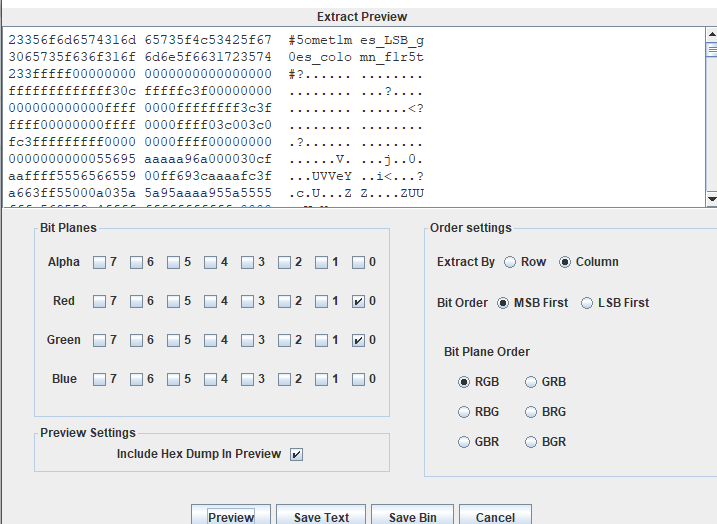 Extract Preview
23356f6d6574316d 65735f4c53425f67 #5ometlm es_LSB_g
3065735f636f316f 6d6e5f6631723574 0es_colo mn_flr5t
233fffff00000000 0000000000000000 #?...... ........
ffffffffffffff30c fffffc3f00000000 ........ ...?....
000000000000ffff 0000ffffffff3c3f ........ ......<?
ffff00000000ffff 0000ffff03c003c0 ........ ........
fc3fffffffff0000 0000ffff00000000 .?...... ........
0000000000055695 aaaaa96a000030cf ......V. ...j..0.
aaffff5556566559 00ff693caaaafc3f ...UVVeY ..i<...?
a663ff55000a035a 5a95aaaa955a5555 .c.U...Z Z....ZUU
Bit Planes
Alpha 7 6 5 4 3 2 1 0
Red 7 6 5 4 3 2 1 0
Green 7 6 5 4 3 2 1 0
Blue 7 6 5 4 3 2 1 0
Preview Settings
Include Hex Dump In Preview
Order settings
Extract By Row Column
Bit Order MSB First LSB First
Bit Plane Order
RGB GRB
RBG BRG
GBR BGR
Preview Save Text Save Bin Cancel